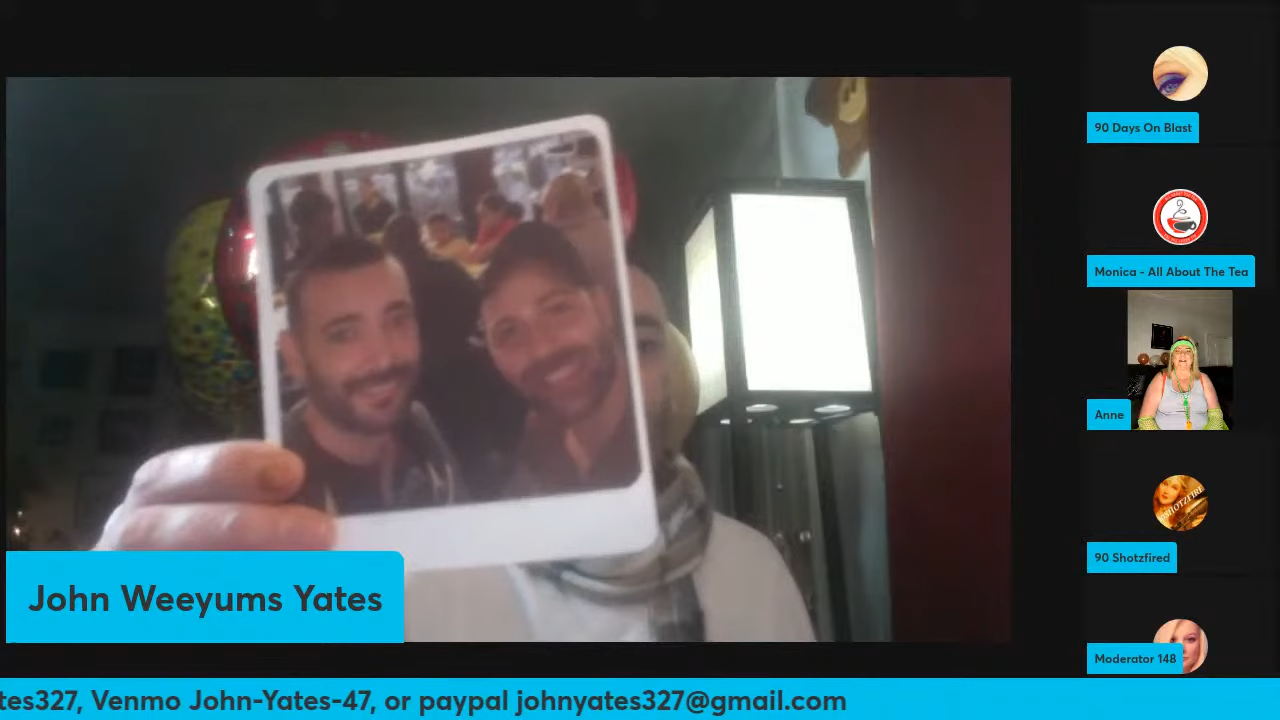 90 Days On Blast
Monica - All About The Tea
Anne
SHOTZFIRE
90 Shotzfired
John Weeyums Yates
Moderator 148
tes327, Venmo John-Yates-47, or paypal johnyates327@gmail.com